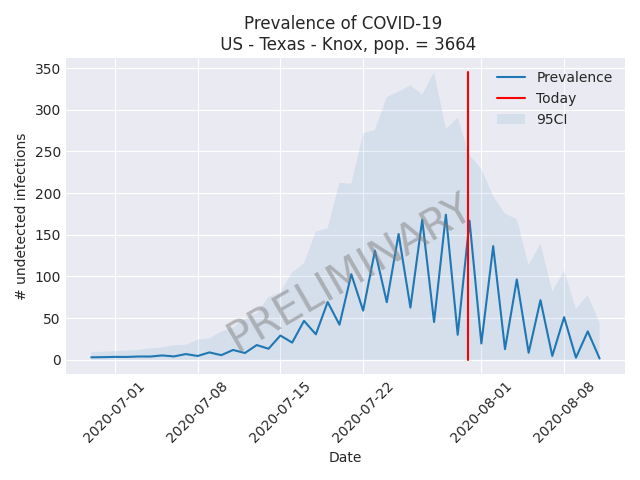 Prevalence of COVID-19
US - Texas - Knox, pop. = 3664
350
300
250
200
150
100
50
0
# undetected infections
Prevalence
Today
95CI
PRELIMINARY
2020-07-01
2020-07-08
2020-07-15
2020-07-22
2020-08-01
2020-08-08
Date